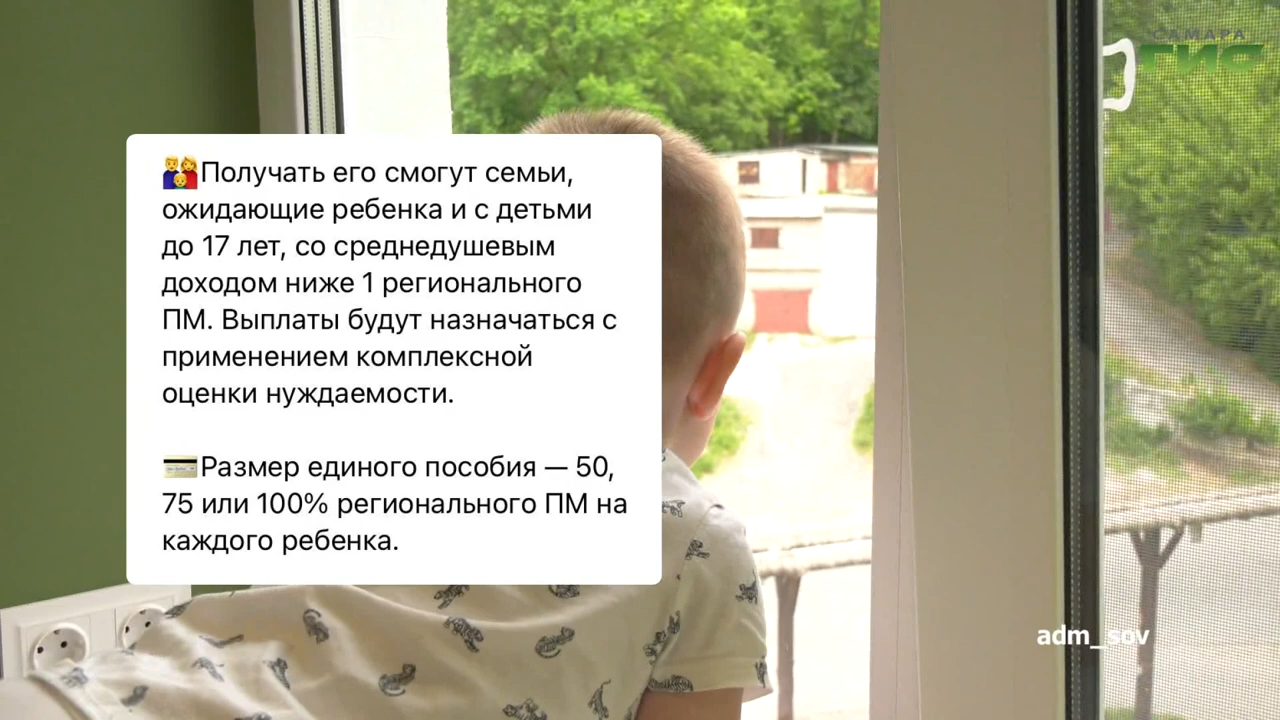 САМАРА
ГИС
👨‍👩‍👦Получать его смогут семьи,
ожидающие ребенка и с детьми
до 17 лет, со среднедушевым
доходом ниже 1 регионального
ПМ. Выплаты будут назначаться с
применением комплексной
оценки нуждаемости.
💳Размер единого пособия — 50,
75 или 100% регионального ПМ на
каждого ребенка.
adm_sov